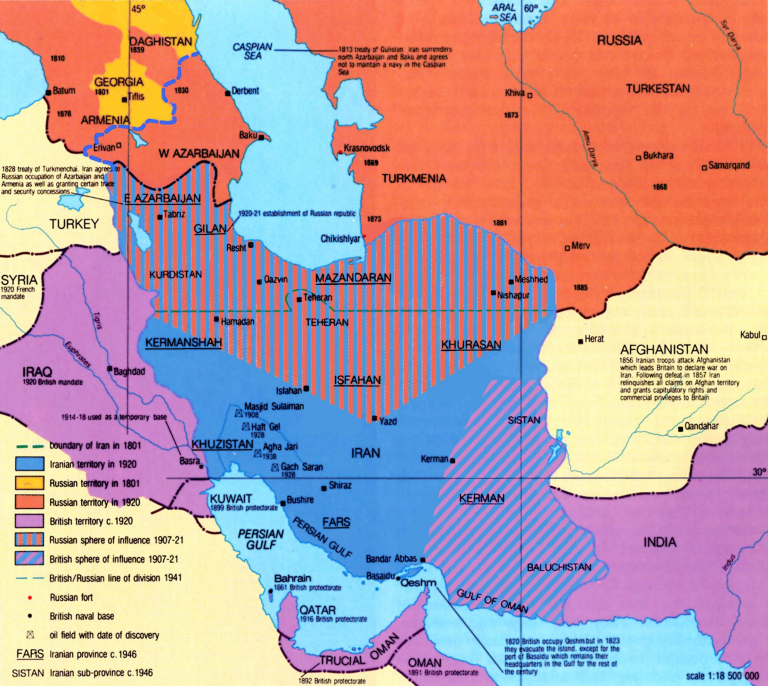 45°
60°
ARAL
SEA
DAGHISTAN
1859
CASPIAN
SEA
1813 treaty of Gulistan. Iran surrenders
north Azarbaijan and Baku and agrees
not to maintain a navy in the Caspian
Sea
RUSSIA
Syr Darya
1810
GEORGIA
1801
Tiflis
1830
Batum
Derbent
Khiva
TURKESTAN
1878
ARMENIA
1873
Amu Darya
Baku
Erivan
W AZARBAIJAN
Krasnovodsk
1869
Bukhara
Samarqand
1868
TURKMENIA
1828 treaty of Turkmenchai. Iran agrees to
Russian occupation of Azarbaijan and
Armenia as well as granting certain trade
and security concessions
E AZARBAIJAN
Tabriz
1920-21 establishment of Russian republic
TURKEY
GILAN
1873
1881
Chikishlyar
Resht
Merv
KURDISTAN
Qazvin
MAZANDARAN
Meshhed
SYRIA
1920 French
mandate
Teheran
Nishapur
1885
Tigris
Hamadan
TEHERAN
KERMANSHAH
KHURASAN
Herat
Kabul
Euphrates
AFGHANISTAN
1856 Iranian troops attack Afghanistan
which leads Britain to declare war on
Iran. Following defeat in 1857 Iran
relinquishes all claims on Afghan territory
and grants capitulatory rights and
commercial privileges to Britain
IRAQ
1920 British mandate
Baghdad
ISFAHAN
Isfahan
Masjid Sulaiman
1908
1914-18 used as a temporary base
Haft Gel
1928
Yazd
SISTAN
Qandahar
KHUZISTAN
Agha Jari
1938
IRAN
Basra
Gach Saran
1928
Kerman
30°
KUWAIT
1899 British protectorate
Shiraz
Bushire
KERMAN
FARS
PERSIAN
GULF
PERSIAN GULF
INDIA
Indus
Bandar Abbas
BALUCHISTAN
Bahrain
1861 British protectorate
Basaidu
Qeshm
GULF OF OMAN
QATAR
1916 British protectorate
1820 British occupy Qeshm but in 1823
they evacuate the island, except for the
port of Basaidu which remains their
headquarters in the Gulf for the rest of
the century
TRUCIAL OMAN
1892 British protectorate
OMAN
1891 British protectorate
scale 1:18 500 000
boundary of Iran in 1801
Iranian territory in 1920
Russian territory in 1801
Russian territory in 1920
British territory c.1920
Russian sphere of influence 1907-21
British sphere of influence 1907-21
British/Russian line of division 1941
Russian fort
British naval base
oil field with date of discovery
FARS Iranian province c.1946
SISTAN Iranian sub-province c.1946